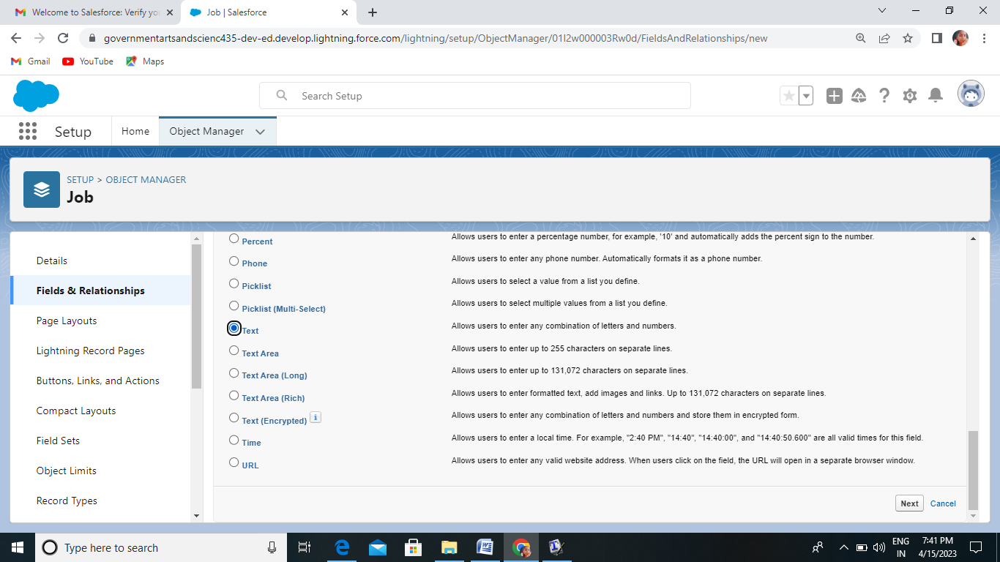 Welcome to Salesforce: Verify yo
Job | Salesforce
governmentartsandscienc435-dev-ed.develop.lightning.force.com/lightning/setup/ObjectManager/01I2w000003Rw0d/FieldsAndRelationships/new
Gmail YouTube Maps
Search Setup
Setup Home Object Manager
SETUP > OBJECT MANAGER
Job
Details
Fields & Relationships
Page Layouts
Lightning Record Pages
Buttons, Links, and Actions
Compact Layouts
Field Sets
Object Limits
Record Types
Percent Allows users to enter a percentage number, for example, '10' and automatically adds the percent sign to the number.
Phone Allows users to enter any phone number. Automatically formats it as a phone number.
Picklist Allows users to select a value from a list you define.
Picklist (Multi-Select) Allows users to select multiple values from a list you define.
Text Allows users to enter any combination of letters and numbers.
Text Area Allows users to enter up to 255 characters on separate lines.
Text Area (Long) Allows users to enter up to 131,072 characters on separate lines.
Text Area (Rich) Allows users to enter formatted text, add images and links. Up to 131,072 characters on separate lines.
Text (Encrypted) i Allows users to enter any combination of letters and numbers and store them in encrypted form.
Time Allows users to enter a local time. For example, "2:40 PM", "14:40", "14:40:00", and "14:40:50.600" are all valid times for this field.
URL Allows users to enter any valid website address. When users click on the field, the URL will open in a separate browser window.
Next Cancel
Type here to search
ENG
IN
7:41 PM
4/15/2023